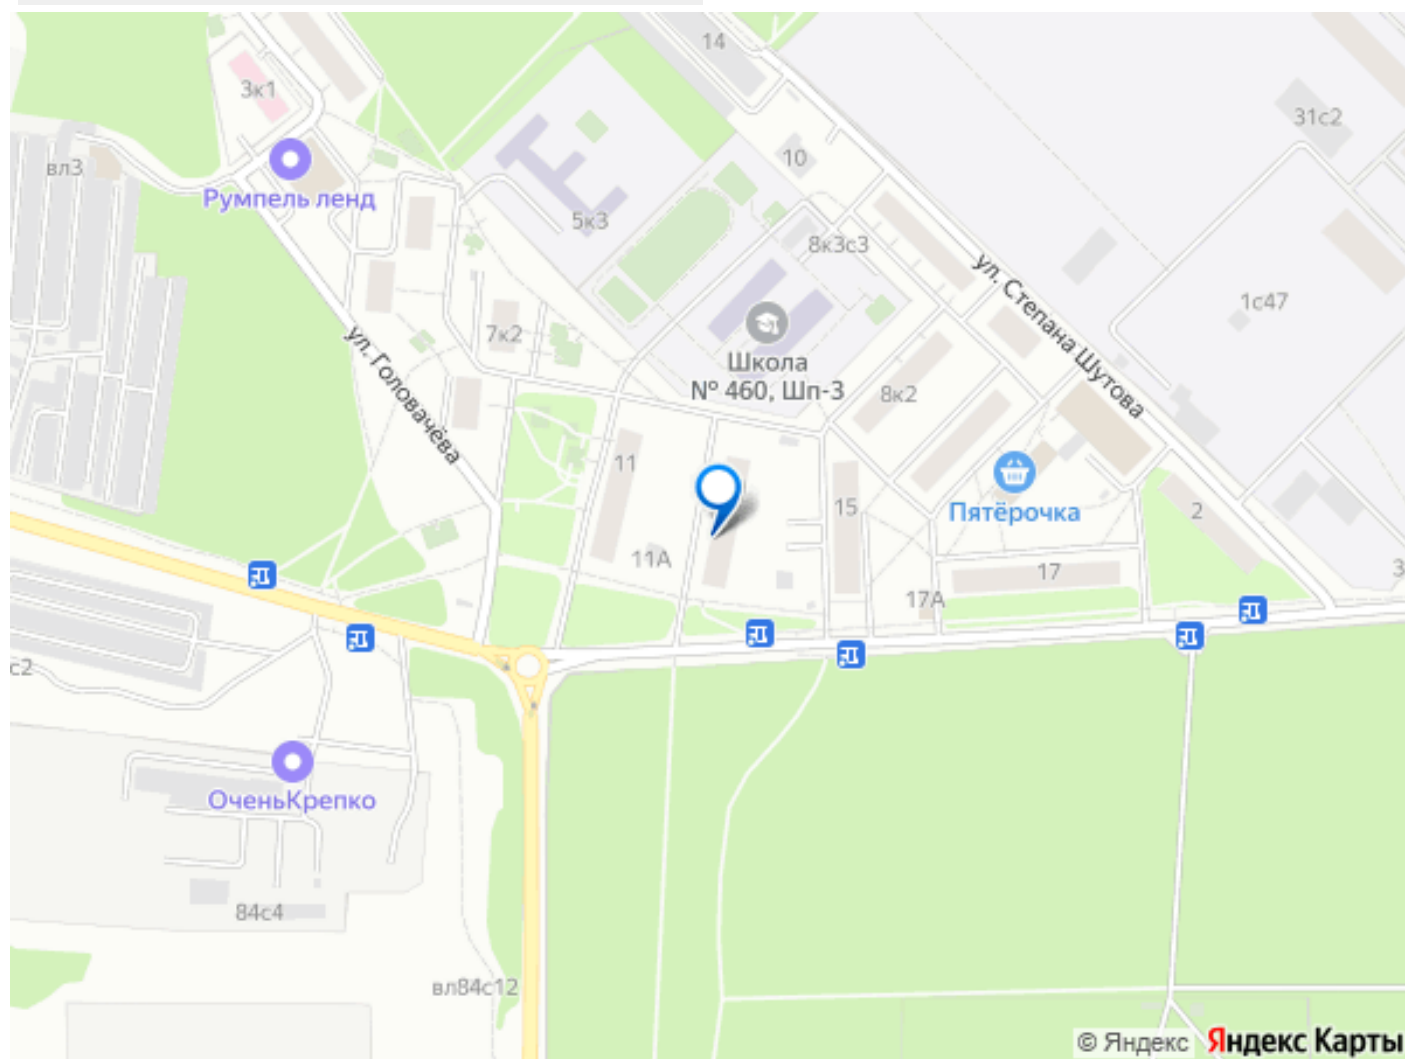 14
3к1
31с2
вл3
10
Румпель ленд
5к3
8к3с3
ул. Степана Шутова
1с47
7к2
ул. Головачёва
Школа
№ 460, Шп-3
8к2
11
15
Пятёрочка
2
11А
17
17А
3
с2
ОченьКрепко
84с4
вл84с12
© Яндекс Яндекс Карты